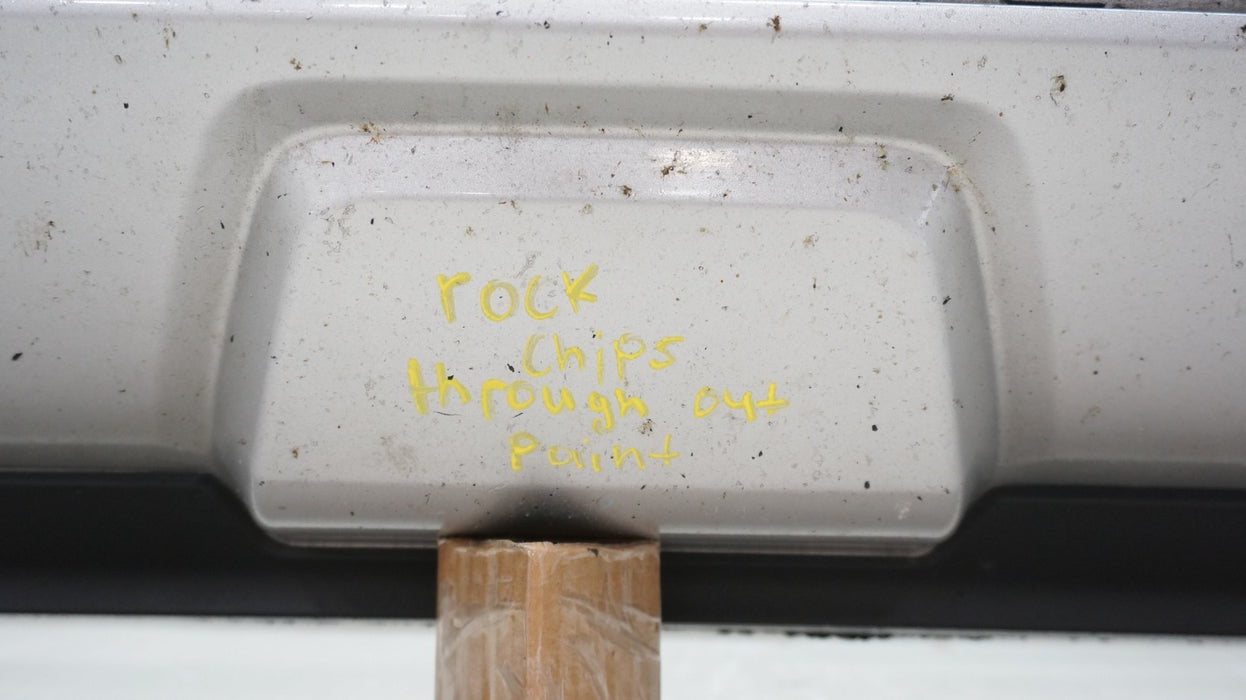 rock
chips
through out
paint